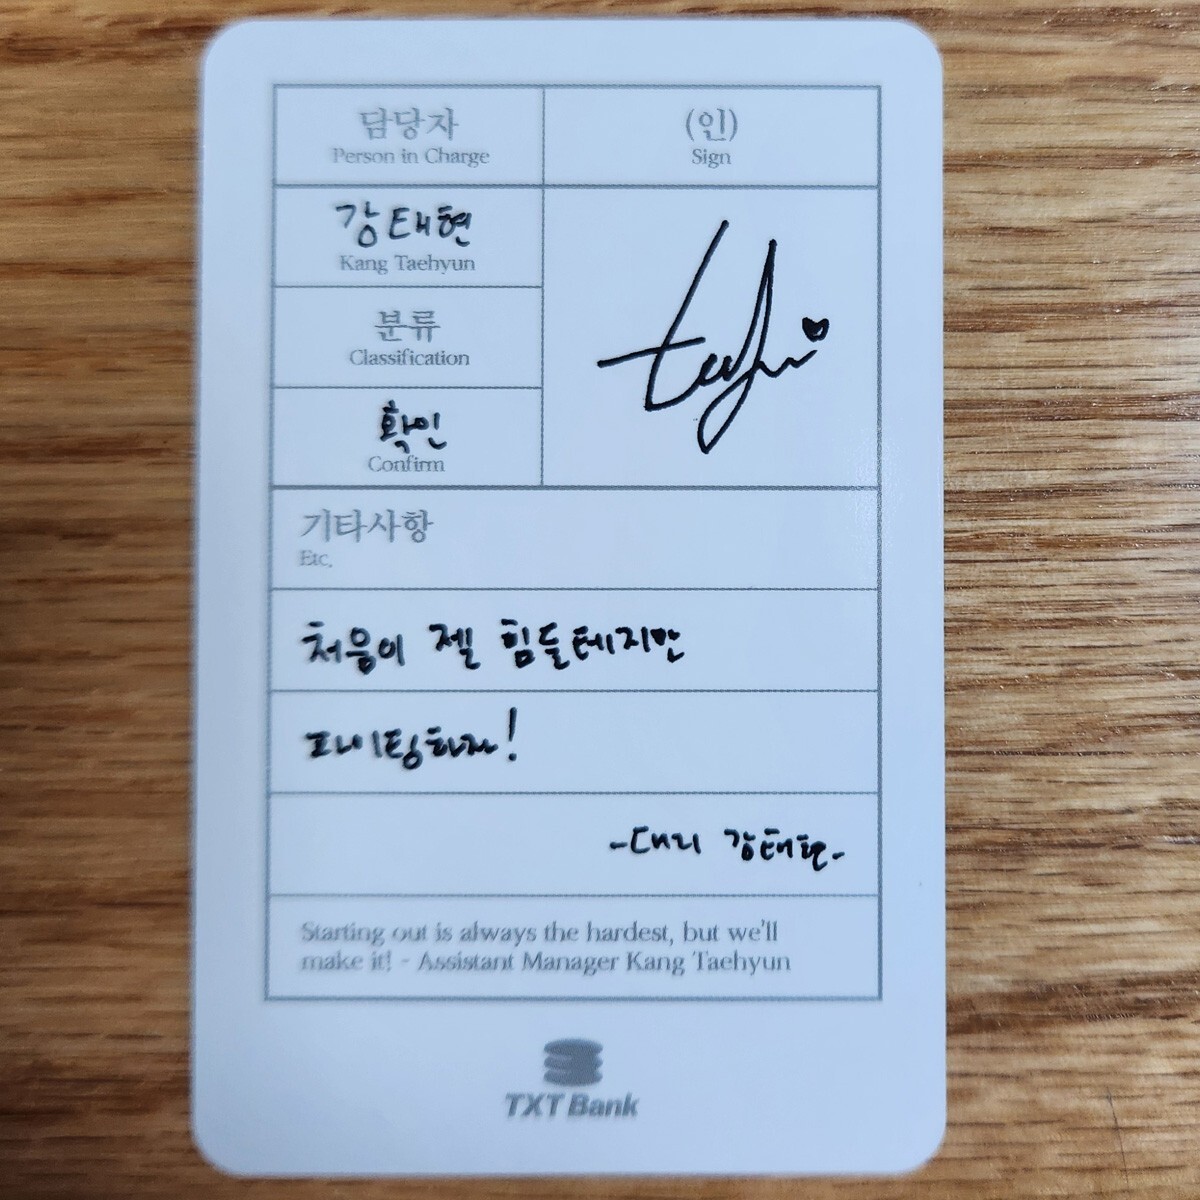 담당자
Person in Charge
(인)
Sign
강태현
Kang Taehyun
분류
Classification
확인
Confirm
기타사항
Etc.
처음이 젤 힘들테지만
파이팅하자!
-대리 강태현-
Starting out is always the hardest, but we'll
make it! - Assistant Manager Kang Taehyun
TXT Bank